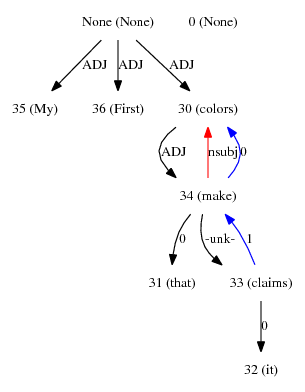 None (None) 0 (None)
ADJ ADJ ADJ
35 (My) 36 (First) 30 (colors)
ADJ nsubj 0
34 (make)
0 -unk- 1
31 (that) 33 (claims)
0
32 (it)